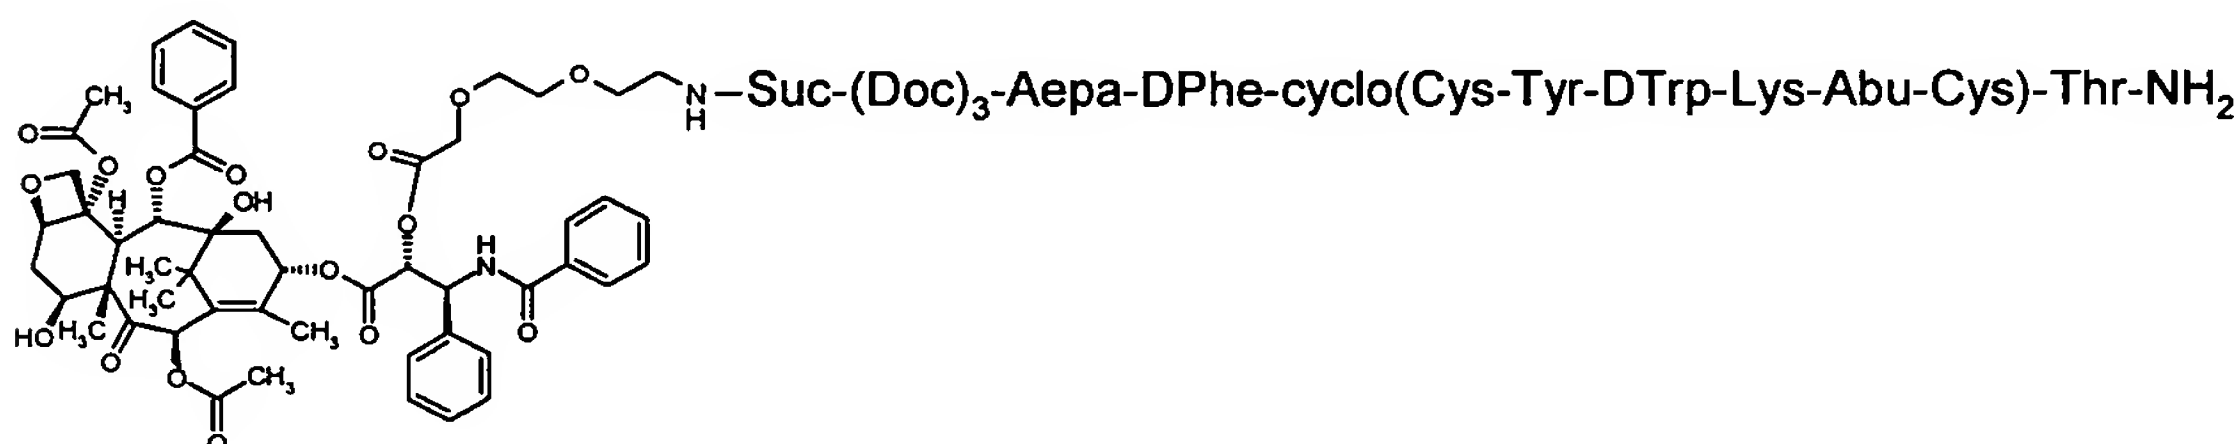 O O N–Suc-(Doc)₃-Aepa-DPhe-cyclo(Cys-Tyr-DTrp-Lys-Abu-Cys)-Thr-NH₂
H
CH₃
O
O
O
O
O
O
O
H
OH
O
H₃C
H₃C
O
H
N
O
O
HO
H₃C
O
CH₃
O
CH₃
O